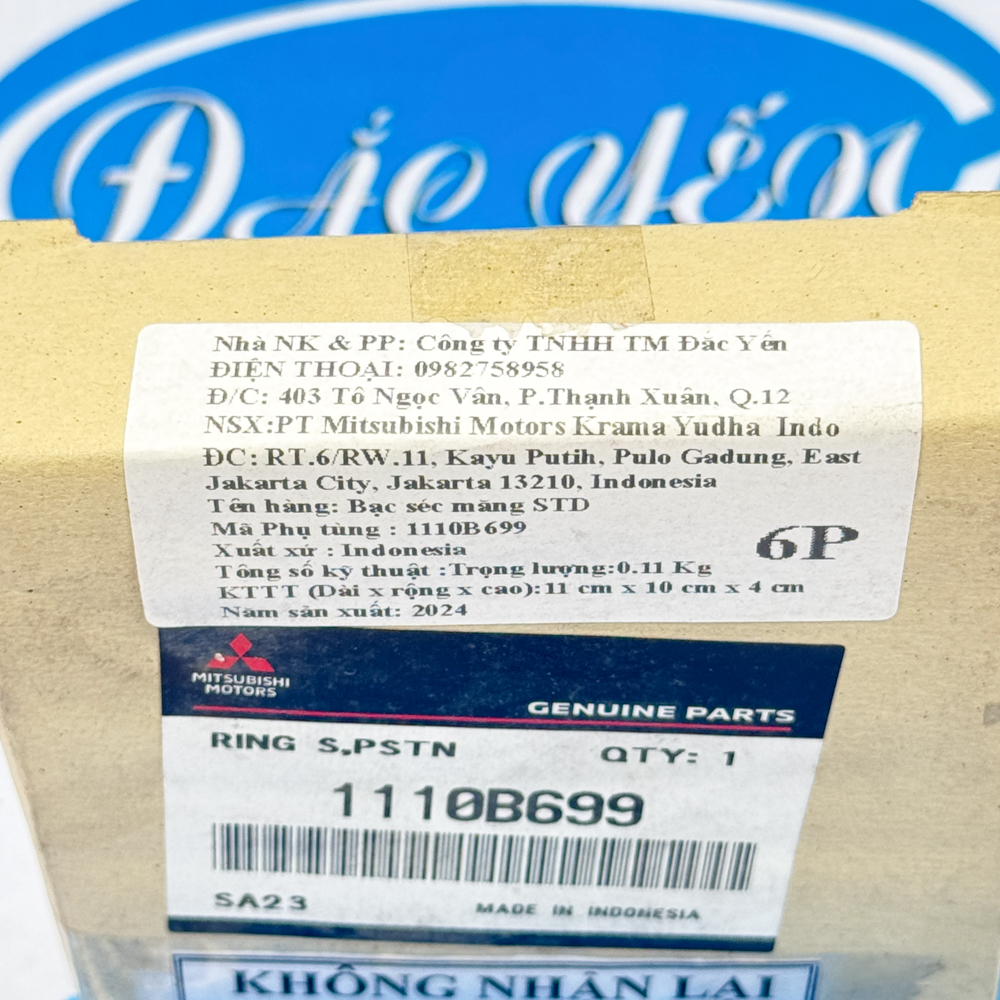 ĐẮC YẾN
Nhà NK & PP: Công ty TNHH TM Đắc Yến
ĐIỆN THOẠI: 0982758958
Đ/C: 403 Tô Ngọc Vân, P.Thạnh Xuân, Q.12
NSX:PT Mitsubishi Motors Krama Yudha Indo
ĐC: RT.6/RW.11, Kayu Putih, Pulo Gadung, East
Jakarta City, Jakarta 13210, Indonesia
Tên hàng: Bạc séc măng STD
Mã Phụ tùng : 1110B699
6P
Xuất xứ : Indonesia
Tông số kỹ thuật :Trọng lượng:0.11 Kg
KTTT (Dài x rộng x cao):11 cm x 10 cm x 4 cm
Năm sản xuất: 2024
MITSUBISHI
MOTORS
GENUINE PARTS
RING S,PSTN QTY: 1
1110B699
SA23 MADE IN INDONESIA
KHÔNG NHẬN LẠI